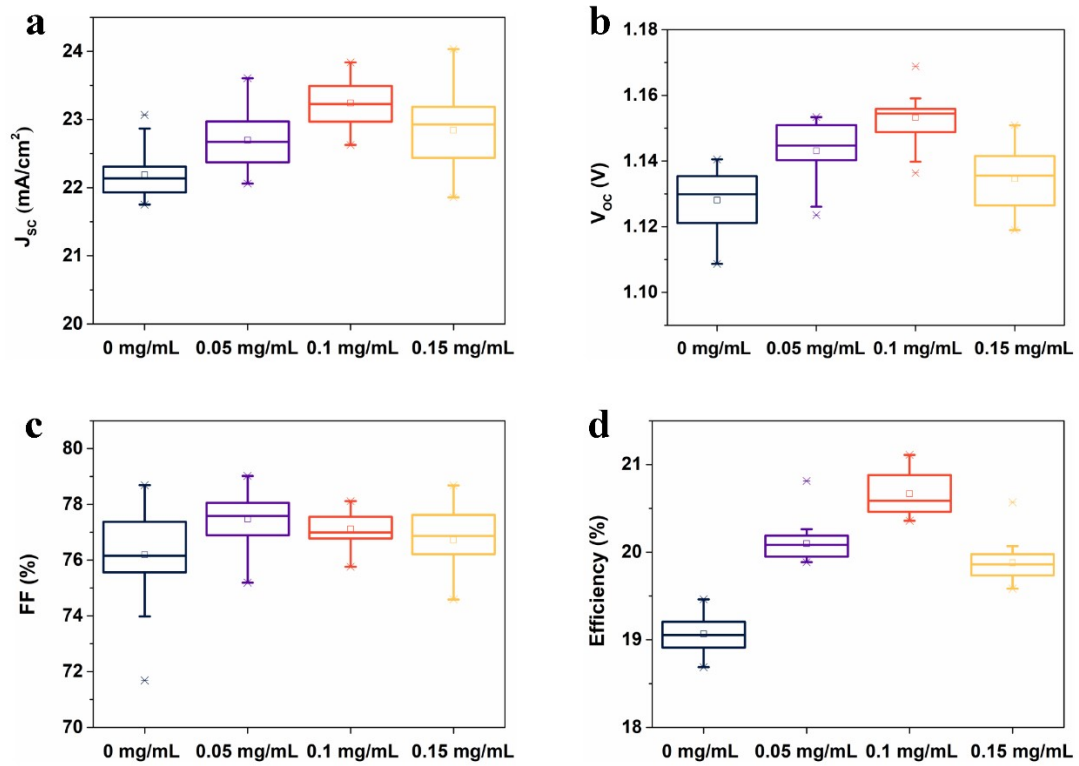 a
24
23
22
21
20
J_SC (mA/cm²)
0 mg/mL 0.05 mg/mL 0.1 mg/mL 0.15 mg/mL
b
1.18
1.16
1.14
1.12
1.10
V_OC (V)
0 mg/mL 0.05 mg/mL 0.1 mg/mL 0.15 mg/mL
c
80
78
76
74
72
70
FF (%)
0 mg/mL 0.05 mg/mL 0.1 mg/mL 0.15 mg/mL
d
21
20
19
18
Efficiency (%)
0 mg/mL 0.05 mg/mL 0.1 mg/mL 0.15 mg/mL